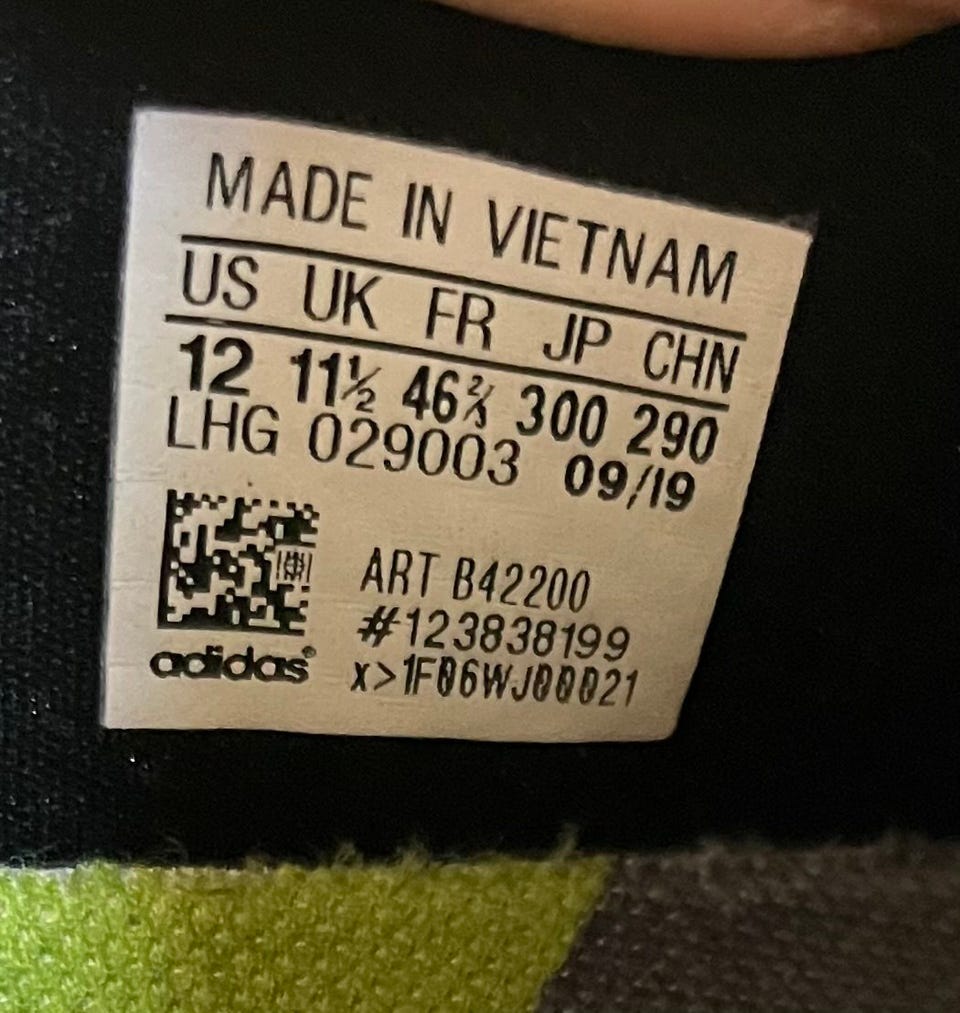 MADE IN VIETNAM
US UK FR JP CHN
12 11½ 46⅔ 300 290
LHG 029003 09/19
ART B42200
#123838199
x>1F06WJ00021
adidas®